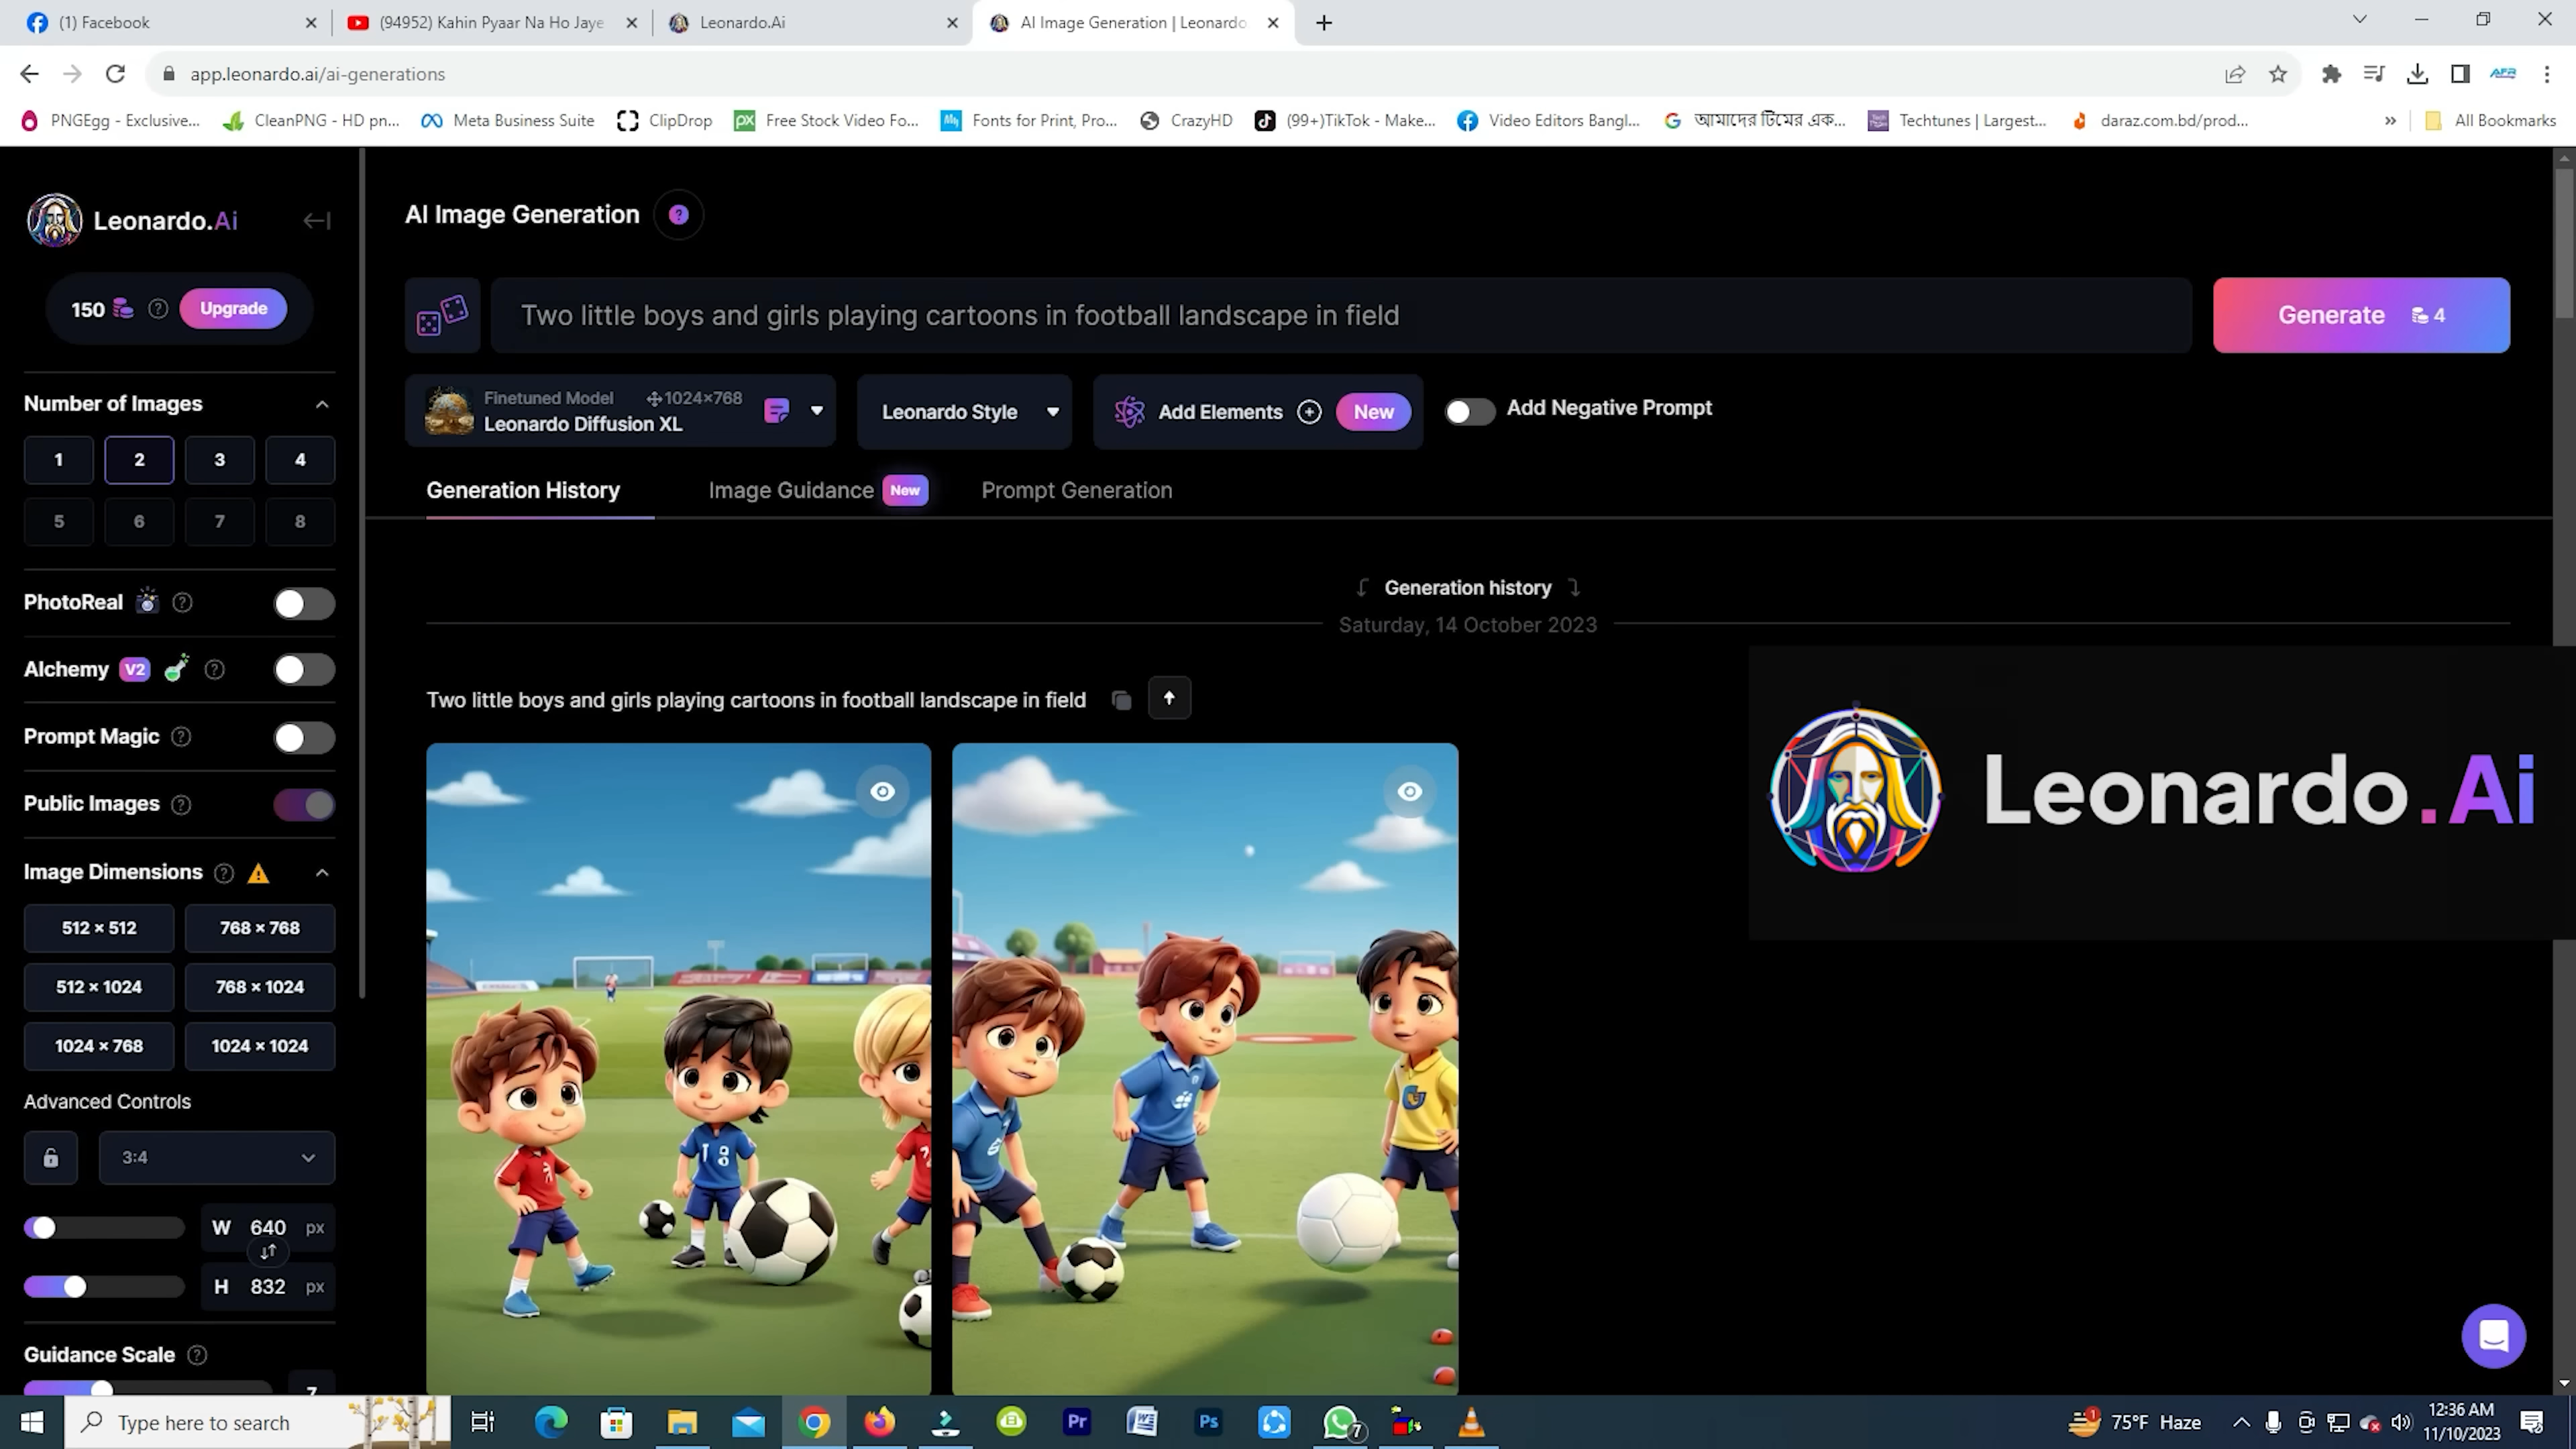 (1) Facebook
(94952) Kahin Pyaar Na Ho Jaye
Leonardo.Ai
AI Image Generation | Leonardo
app.leonardo.ai/ai-generations
PNGEgg - Exclusive...
CleanPNG - HD pn...
Meta Business Suite
ClipDrop
Free Stock Video Fo...
Fonts for Print, Pro...
CrazyHD
(99+)TikTok - Make...
Video Editors Bangl...
আমাদের টিমের এক...
Techtunes | Largest...
daraz.com.bd/prod...
»
All Bookmarks
Leonardo.Ai
150
Upgrade
AI Image Generation
Two little boys and girls playing cartoons in football landscape in field
Generate 4
Finetuned Model 1024×768
Leonardo Diffusion XL
Leonardo Style
Add Elements New
Add Negative Prompt
Generation History
Image Guidance New
Prompt Generation
Number of Images
1 2 3 4
5 6 7 8
PhotoReal
Alchemy V2
Prompt Magic
Public Images
Image Dimensions
512 × 512 768 × 768
512 × 1024 768 × 1024
1024 × 768 1024 × 1024
Advanced Controls
3:4
W 640 px
H 832 px
Guidance Scale
7
Generation history
Saturday, 14 October 2023
Two little boys and girls playing cartoons in football landscape in field
Leonardo.Ai
Type here to search
Pr
Ps
7
1
75°F Haze
12:36 AM
11/10/2023